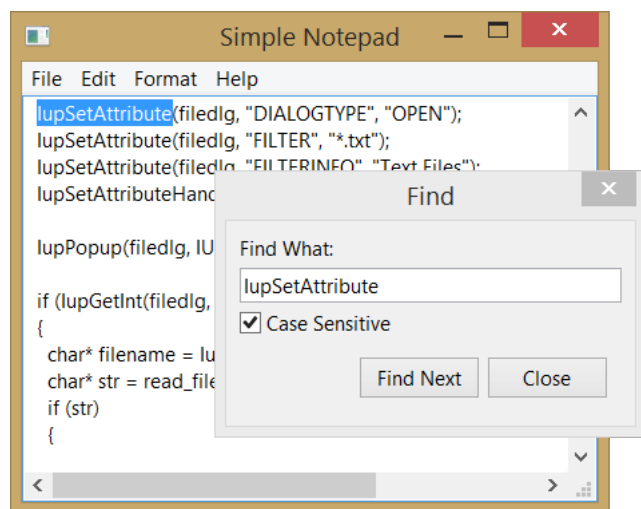 Simple Notepad
File Edit Format Help
IupSetAttribute(filedlg, "DIALOGTYPE", "OPEN");
IupSetAttribute(filedlg, "FILTER", "*.txt");
IupSetAttribute(filedlg, "FILTERINFO", "Text Files");
IupSetAttributeHand
IupPopup(filedlg, IU
if (IupGetInt(filedlg,
{
char* filename = Iu
char* str = read_file
if (str)
{
Find
Find What:
IupSetAttribute
Case Sensitive
Find Next Close